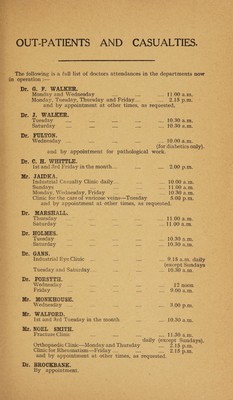 OUT-PATIENTS AND CASUALTIES.
The following is a full list of doctors attendances in the departments now
in operation :—
Dr. G. F. WALKER.
Monday and Wednesday ... 11.00 a.m.
Monday, Tuesday, Thursday and Friday ... 2.15 p.m.
and by appointment at other times, as requested.
Dr. J. WALKER.
Tuesday ... 10.30 a.m.
Saturday ... 10.30 a.m.
Dr. FULTON.
Wednesday ... 10.00 a.m.
(for diabetics only),
and by appointment for pathological work.
Dr. C. H. WHITTLE.
1st and 3rd Friday in the month ... 2.00 p.m.
Mr. JAIDKA.
Industrial Casualty Clinic daily ... 10.00 a.m.
Sundays ... 11.00 a.m.
Monday, Wednesday, Friday ... 10.30 a.m.
Clinic for the cure of varicose veins—Tuesday 3.00 p.m.
and by appointment at other times, as requested.
Dr. MARSHALL.
Thursday ... 11.00 a.m.
Saturday ... 11.00 a.m.
Dr. HOLMES.
Tuesday ... 10.30 a.m.
Saturday ... 10.30 a.m.
Dr. GANN.
Industrial Eye Clinic ... 9.15 a.m. daily
(except Sundays
Tuesday and Saturday ... 10.30 a.m.
Dr. FORSYTH.
Wednesday ... 12 noon
Friday ... 9.00 a.m.
Mr. MONKHOUSE.
Wednesday ... 3.00 p.m.
Mr. WALFORD.
1st and 3rd Tuesday in the month ... 10.30 a.m.
Mr. NOEL SMITH.
Fracture Clinic ... 11.30 a.m.
daily (except Sundays).
Orthopaedic Clinic—Monday and Thursday ... 2.15 p.m.
Clinic for Rheumatism—Friday ... 2.15 p.m.
and by appointment at other times, as requested.
Dr. BROCKBANK.
By appointment.